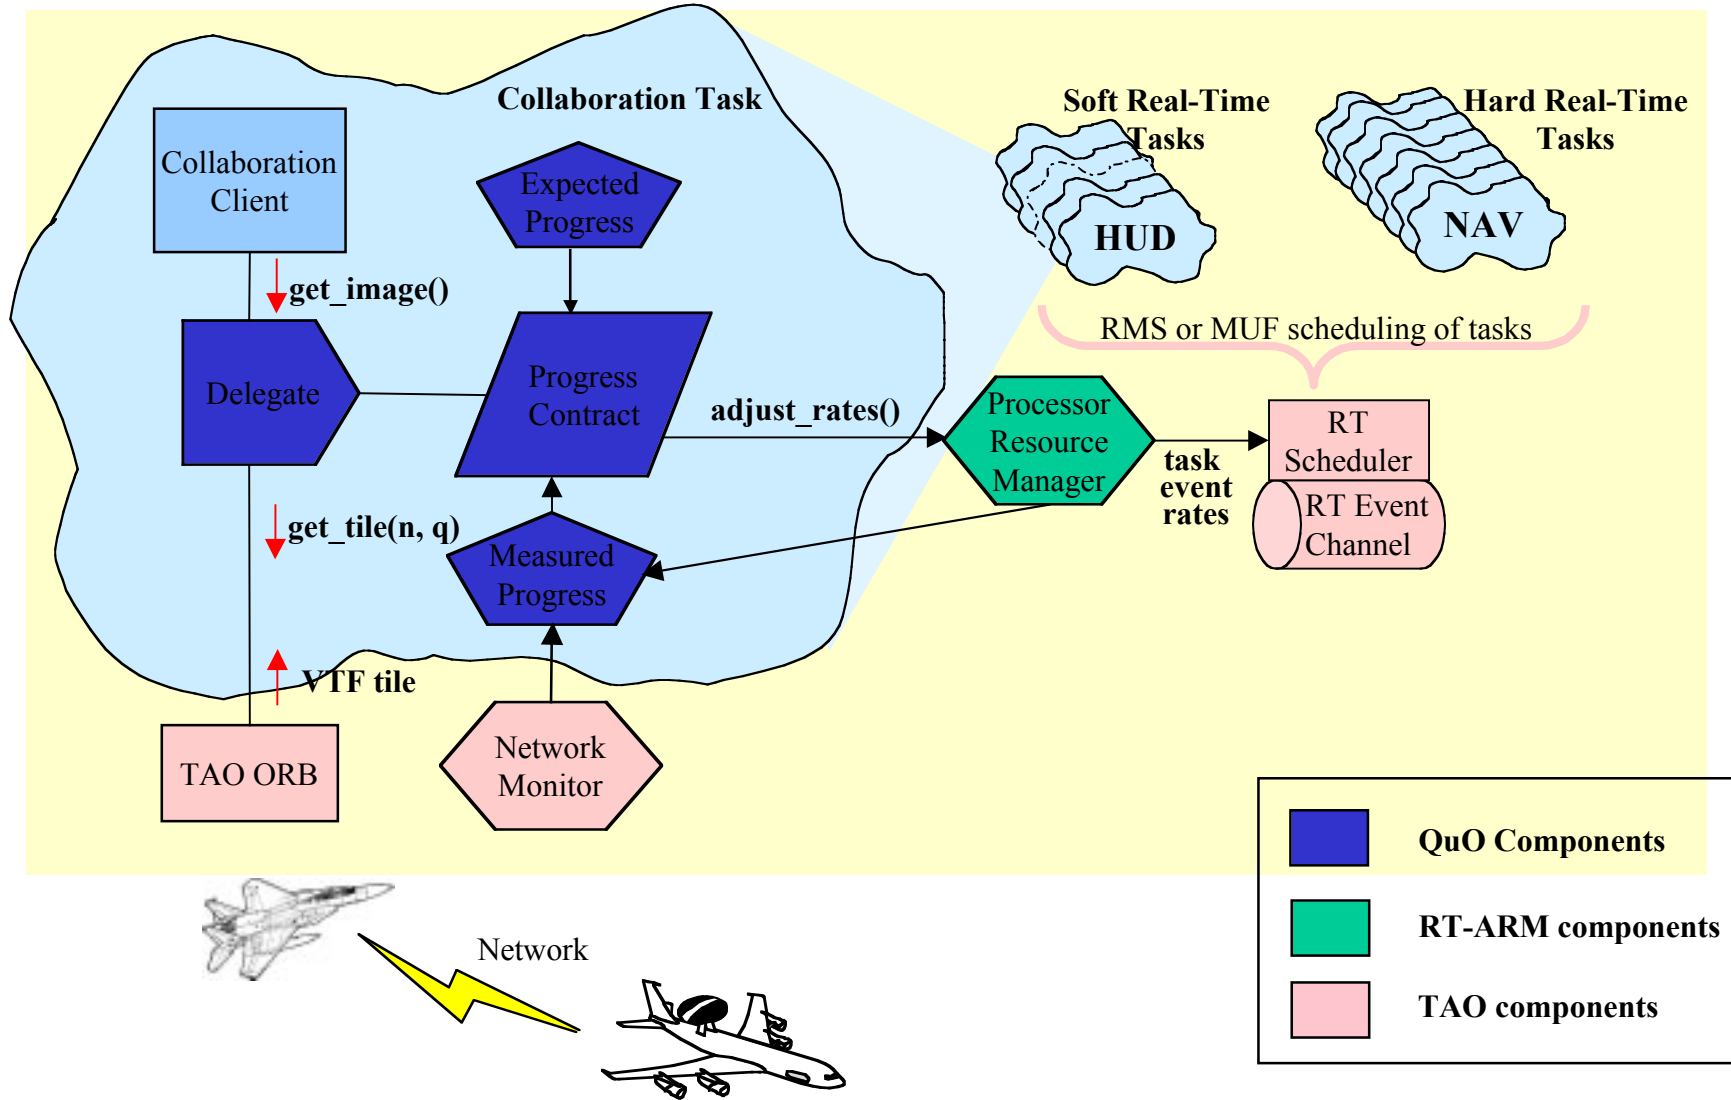 Collaboration Task
Soft Real-Time
Tasks
Hard Real-Time
Tasks
Collaboration
Client
Expected
Progress
HUD
NAV
get_image()
RMS or MUF scheduling of tasks
Delegate
Progress
Contract
adjust_rates()
Processor
Resource
Manager
task
event
rates
RT
Scheduler
RT Event
Channel
get_tile(n, q)
Measured
Progress
VTF tile
TAO ORB
Network
Monitor
QuO Components
RT-ARM components
TAO components
Network